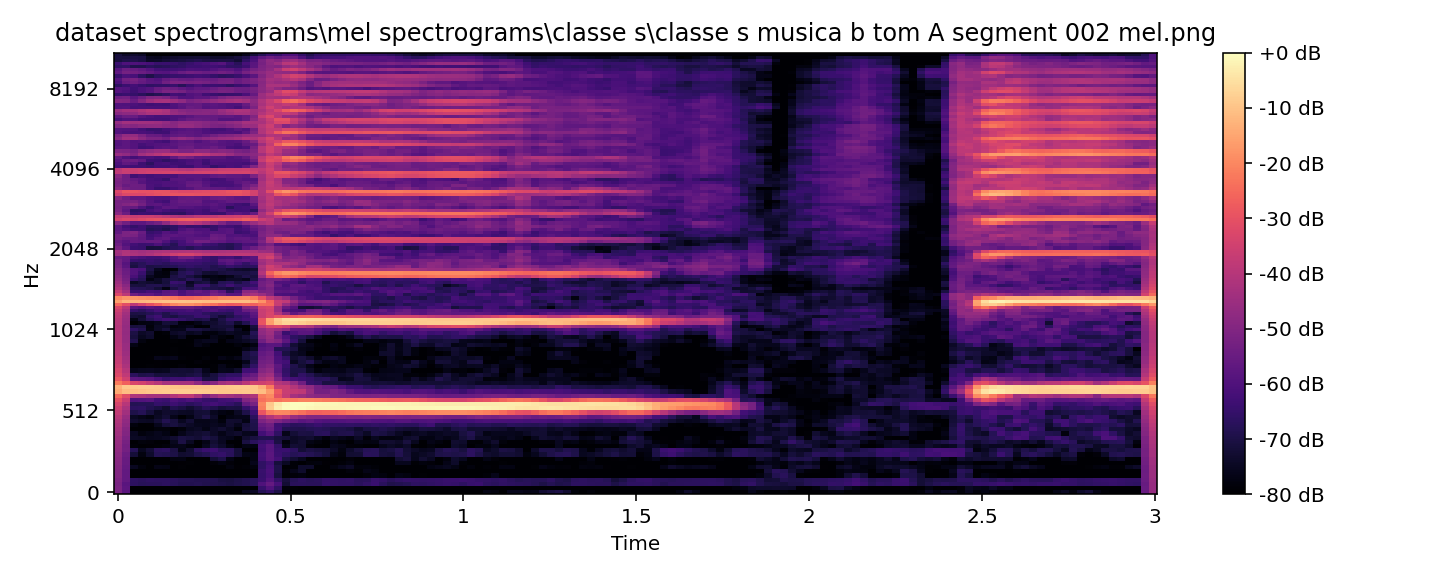 dataset spectrograms\mel spectrograms\classe s\classe s musica b tom A segment 002 mel.png
8192
4096
2048
1024
512
0
Hz
0 0.5 1 1.5 2 2.5 3
Time
+0 dB
-10 dB
-20 dB
-30 dB
-40 dB
-50 dB
-60 dB
-70 dB
-80 dB